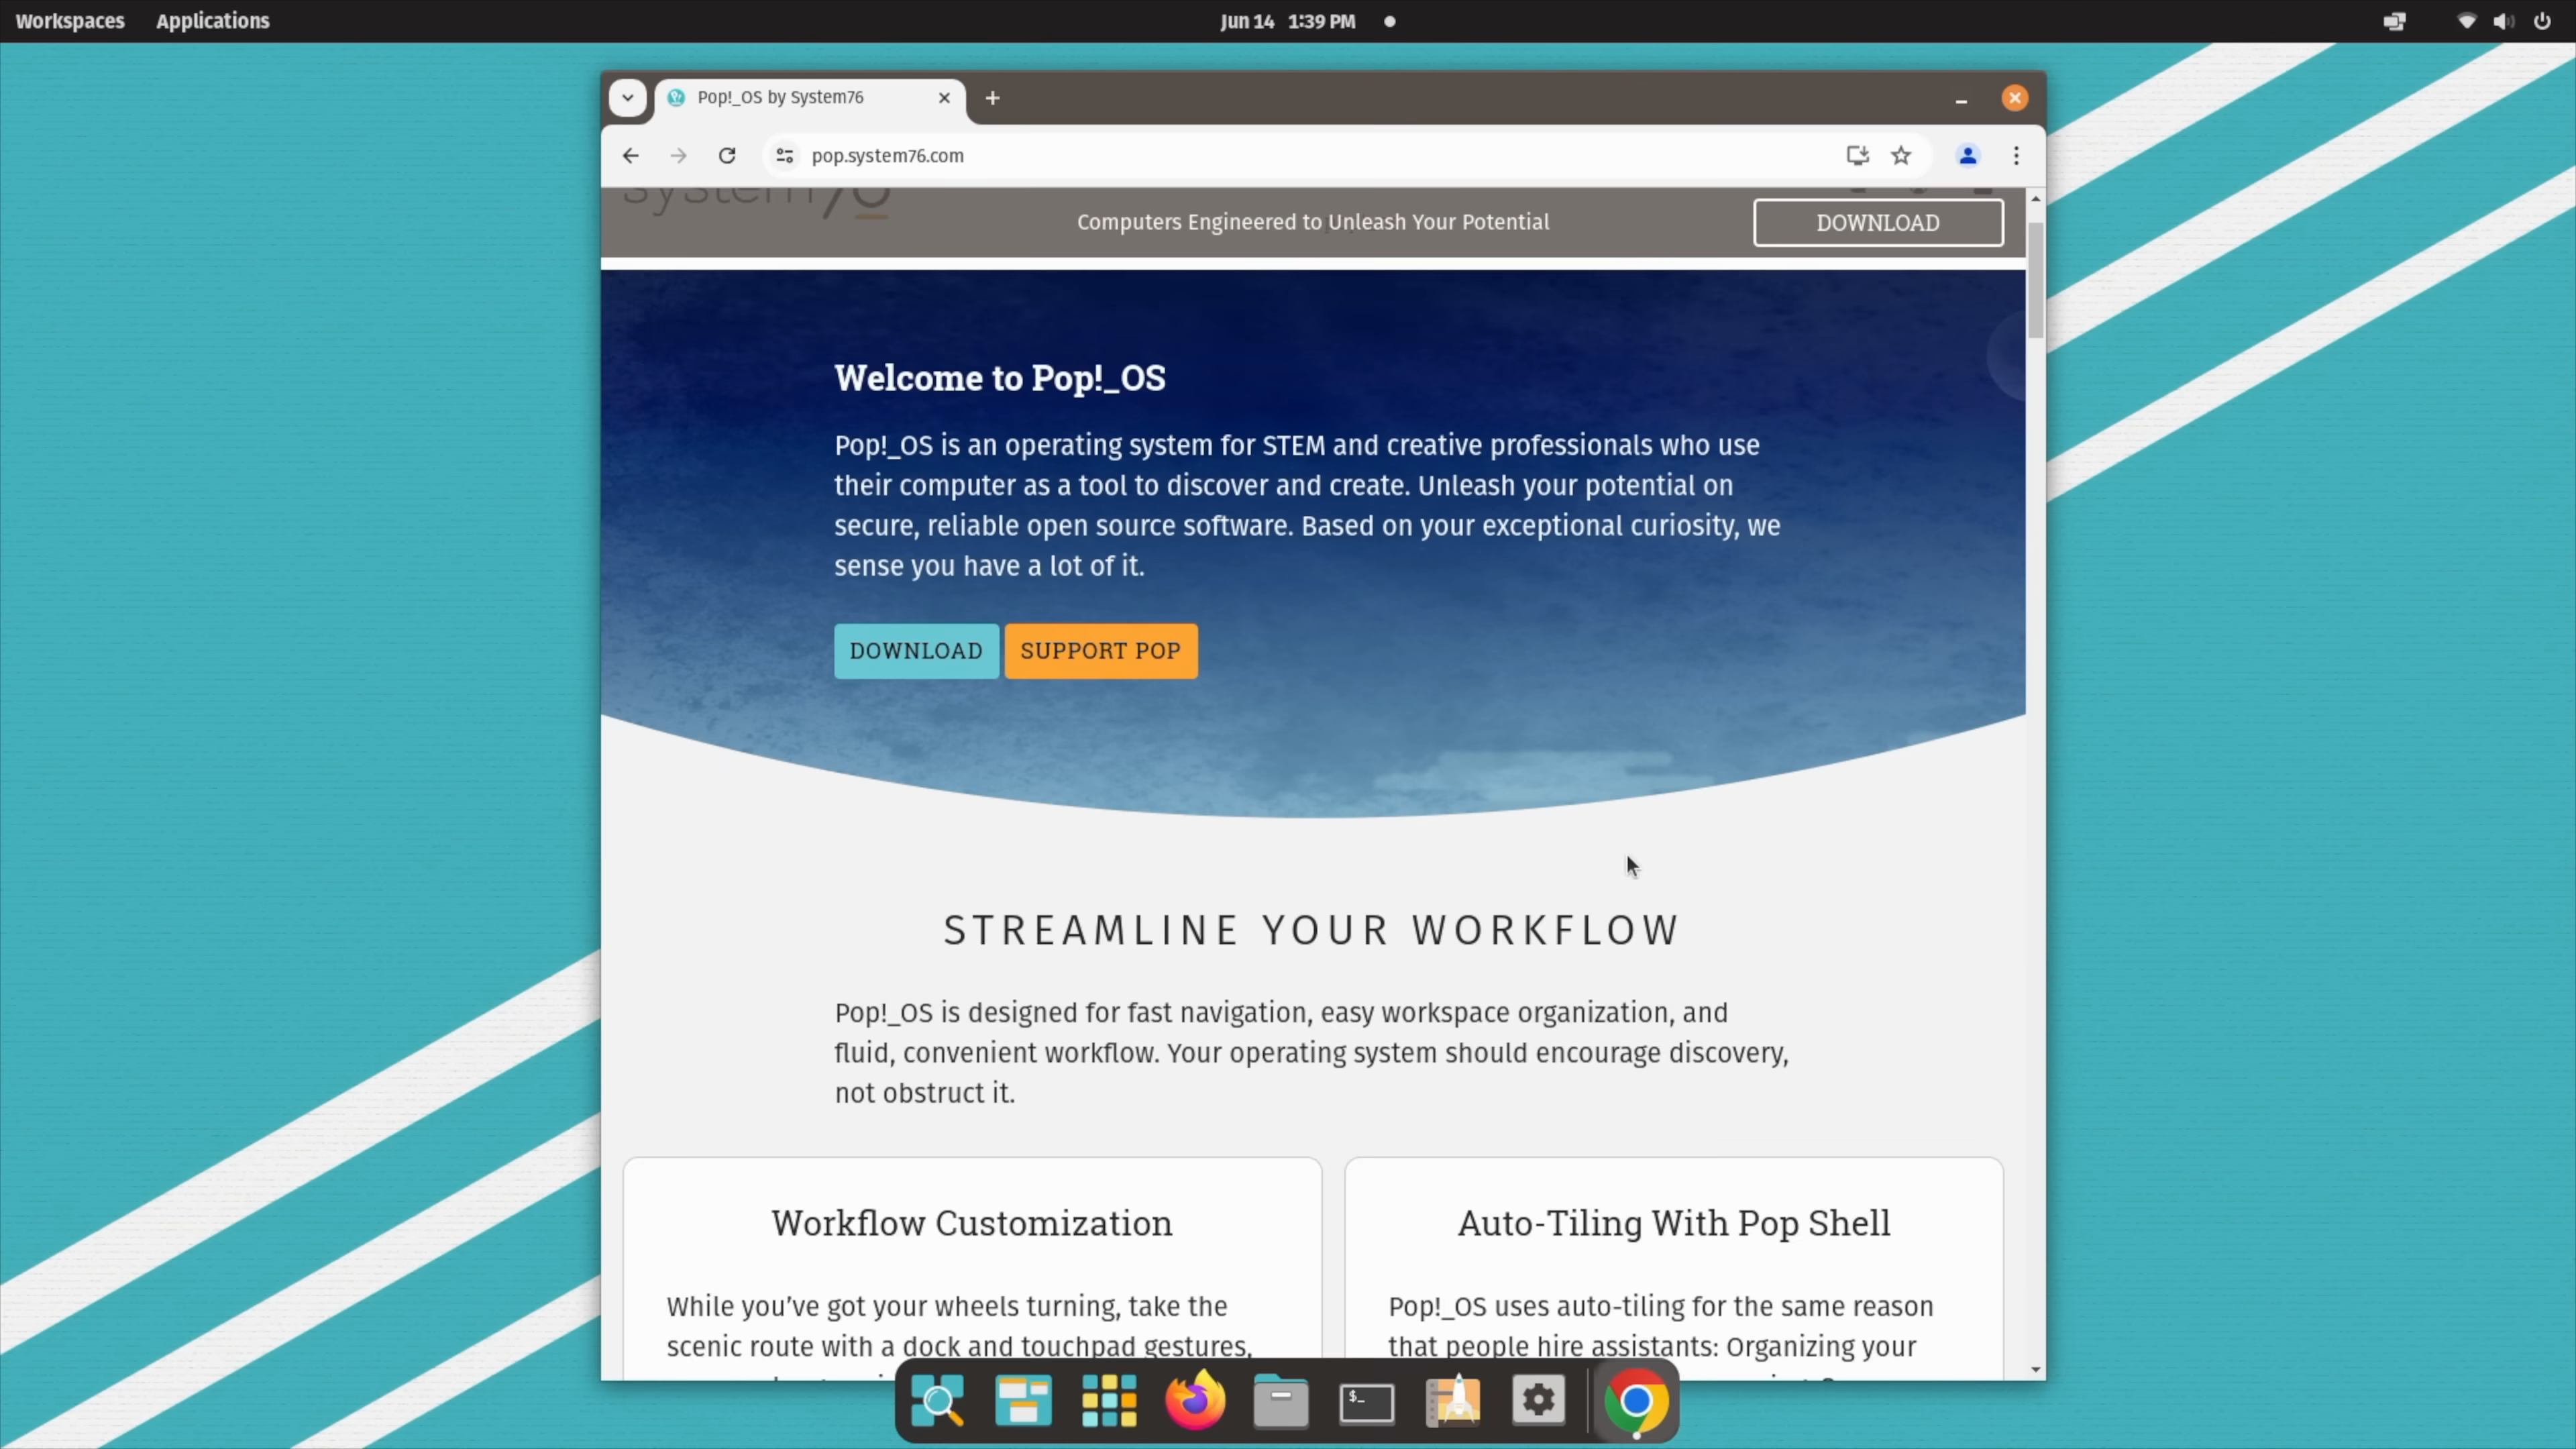 Workspaces Applications Jun 14 1:39 PM
Pop!_OS by System76
pop.system76.com
system76
Computers Engineered to Unleash Your Potential DOWNLOAD
Welcome to Pop!_OS
Pop!_OS is an operating system for STEM and creative professionals who use
their computer as a tool to discover and create. Unleash your potential on
secure, reliable open source software. Based on your exceptional curiosity, we
sense you have a lot of it.
DOWNLOAD SUPPORT POP
STREAMLINE YOUR WORKFLOW
Pop!_OS is designed for fast navigation, easy workspace organization, and
fluid, convenient workflow. Your operating system should encourage discovery,
not obstruct it.
Workflow Customization
While you’ve got your wheels turning, take the
scenic route with a dock and touchpad gestures,
Auto-Tiling With Pop Shell
Pop!_OS uses auto-tiling for the same reason
that people hire assistants: Organizing your
$_